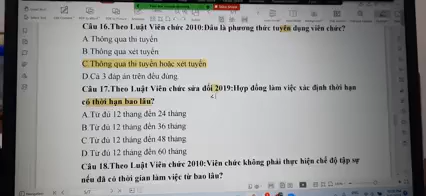 Câu 16.Theo Luật Viên chức 2010:Đâu là phương thức tuyển dụng viên chức?
A Thông qua thi tuyển
B Thông qua xét tuyển
C Thông qua thi tuyển hoặc xét tuyển
D Cả 3 đáp án trên đều đúng
Câu 17.Theo Luật Viên chức sửa đổi 2019:Hợp đồng làm việc xác định thời hạn
có thời hạn bao lâu?
A.Từ đủ 12 tháng đến 24 tháng
B Từ đủ 12 tháng đến 36 tháng
C Từ đủ 12 tháng đến 48 tháng
D Từ đủ 12 tháng đến 60 tháng
Câu 18.Theo Luật Viên chức 2010:Viên chức không phải thực hiện chế độ tập sự
nếu đã có thời gian làm việc từ bao lâu?